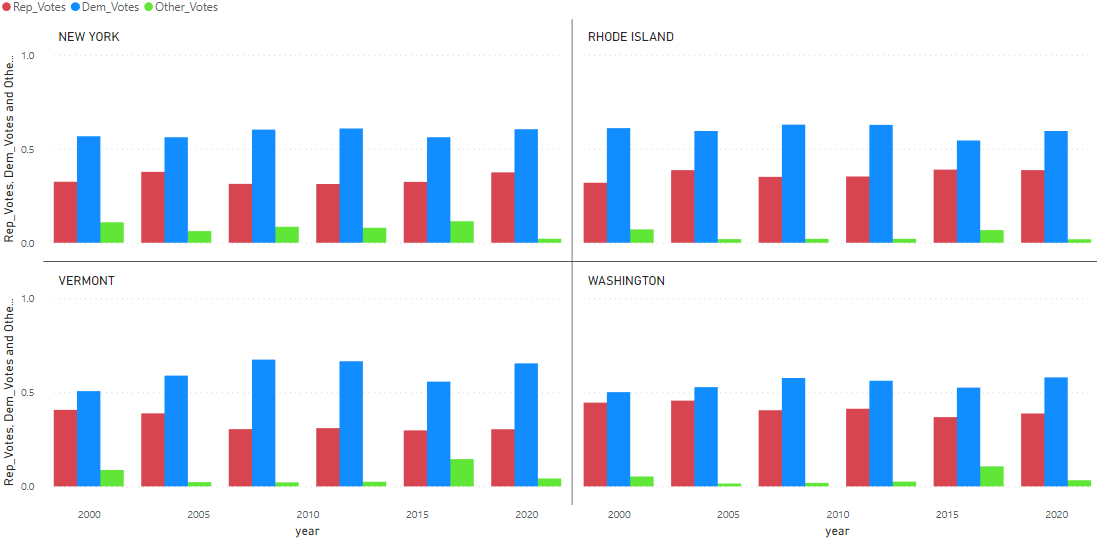 Rep_Votes Dem_Votes Other_Votes
NEW YORK
RHODE ISLAND
Rep_Votes, Dem_Votes and Othe...
1.0
0.5
0.0
VERMONT
WASHINGTON
Rep_Votes, Dem_Votes and Othe...
1.0
0.5
0.0
2000 2005 2010 2015 2020
2000 2005 2010 2015 2020
year
year